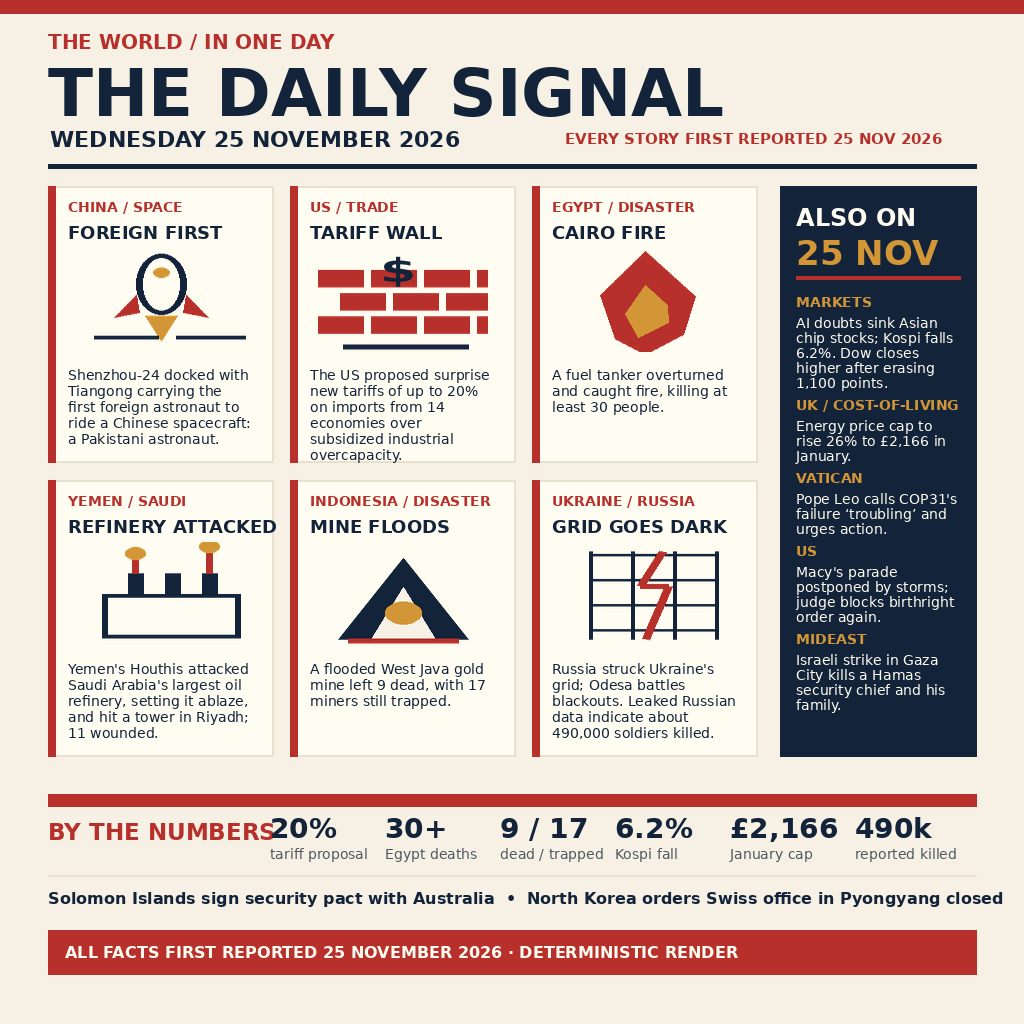 THE WORLD / IN ONE DAY
THE DAILY SIGNAL
WEDNESDAY 25 NOVEMBER 2026
EVERY STORY FIRST REPORTED 25 NOV 2026
CHINA / SPACE
FOREIGN FIRST
Shenzhou-24 docked with
Tiangong carrying the
first foreign astronaut to
ride a Chinese spacecraft:
a Pakistani astronaut.
US / TRADE
TARIFF WALL
$
The US proposed surprise
new tariffs of up to 20%
on imports from 14
economies over
subsidized industrial
overcapacity.
EGYPT / DISASTER
CAIRO FIRE
A fuel tanker overturned
and caught fire, killing at
least 30 people.
YEMEN / SAUDI
REFINERY ATTACKED
Yemen's Houthis attacked
Saudi Arabia's largest oil
refinery, setting it ablaze,
and hit a tower in Riyadh;
11 wounded.
INDONESIA / DISASTER
MINE FLOODS
A flooded West Java gold
mine left 9 dead, with 17
miners still trapped.
UKRAINE / RUSSIA
GRID GOES DARK
Russia struck Ukraine's
grid; Odesa battles
blackouts. Leaked Russian
data indicate about
490,000 soldiers killed.
ALSO ON
25 NOV
MARKETS
AI doubts sink Asian
chip stocks; Kospi falls
6.2%. Dow closes
higher after erasing
1,100 points.
UK / COST-OF-LIVING
Energy price cap to
rise 26% to £2,166 in
January.
VATICAN
Pope Leo calls COP31's
failure ‘troubling’ and
urges action.
US
Macy's parade
postponed by storms;
judge blocks birthright
order again.
MIDEAST
Israeli strike in Gaza
City kills a Hamas
security chief and his
family.
BY THE NUMBERS
20%
tariff proposal
30+
Egypt deaths
9 / 17
dead / trapped
6.2%
Kospi fall
£2,166
January cap
490k
reported killed
Solomon Islands sign security pact with Australia • North Korea orders Swiss office in Pyongyang closed
ALL FACTS FIRST REPORTED 25 NOVEMBER 2026 · DETERMINISTIC RENDER